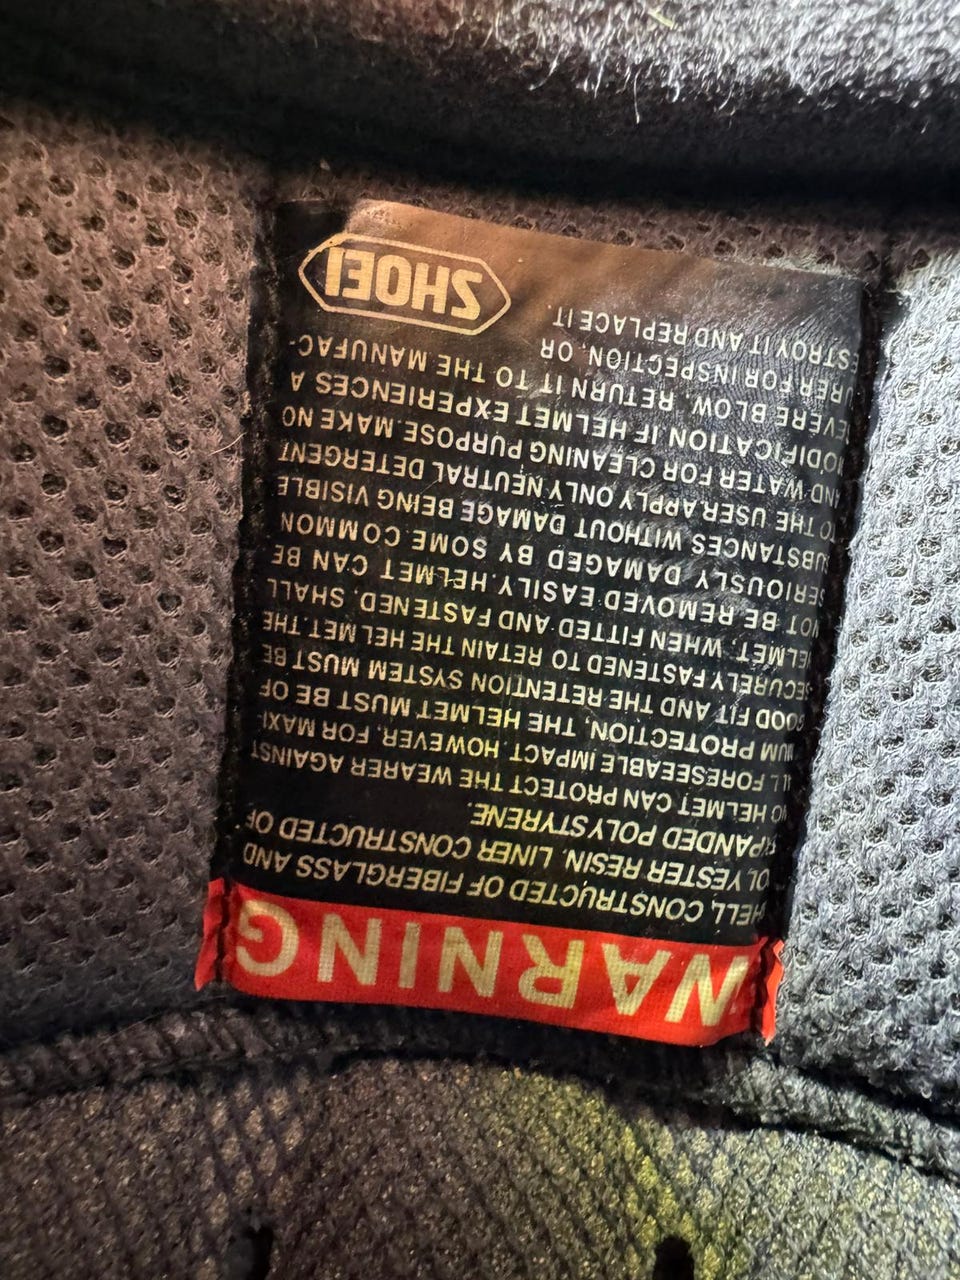 WARNING
HELL, CONSTRUCTED OF FIBERGLASS AND
OLYESTER RESIN. LINER CONSTRUCTED OF
XPANDED POLYSTYRENE.
O HELMET CAN PROTECT THE WEARER AGAINST
LL FORESEEABLE IMPACT. HOWEVER, FOR MAXI-
UM PROTECTION, THE HELMET MUST BE OF
GOOD FIT AND THE RETENTION SYSTEM MUST BE
SECURELY FASTENED TO RETAIN THE HELMET. THE
ELMET, WHEN FITTED AND FASTENED, SHALL
NOT BE REMOVED EASILY. HELMET CAN BE
SERIOUSLY DAMAGED BY SOME COMMON
SUBSTANCES WITHOUT DAMAGE BEING VISIBLE
TO THE USER. APPLY ONLY NEUTRAL DETERGENT
AND WATER FOR CLEANING PURPOSE. MAKE NO
MODIFICATION IF HELMET EXPERIENCES A
EVERE BLOW, RETURN IT TO THE MANUFAC-
URER FOR INSPECTION, OR
ESTROY IT AND REPLACE IT.
SHOEI